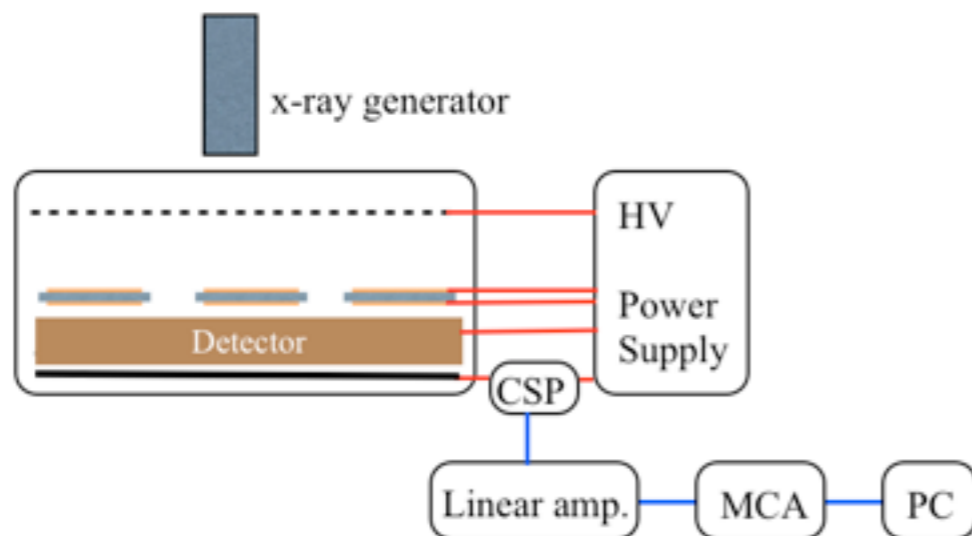 x-ray generator
HV
Power
Supply
Detector
CSP
Linear amp.
MCA
PC